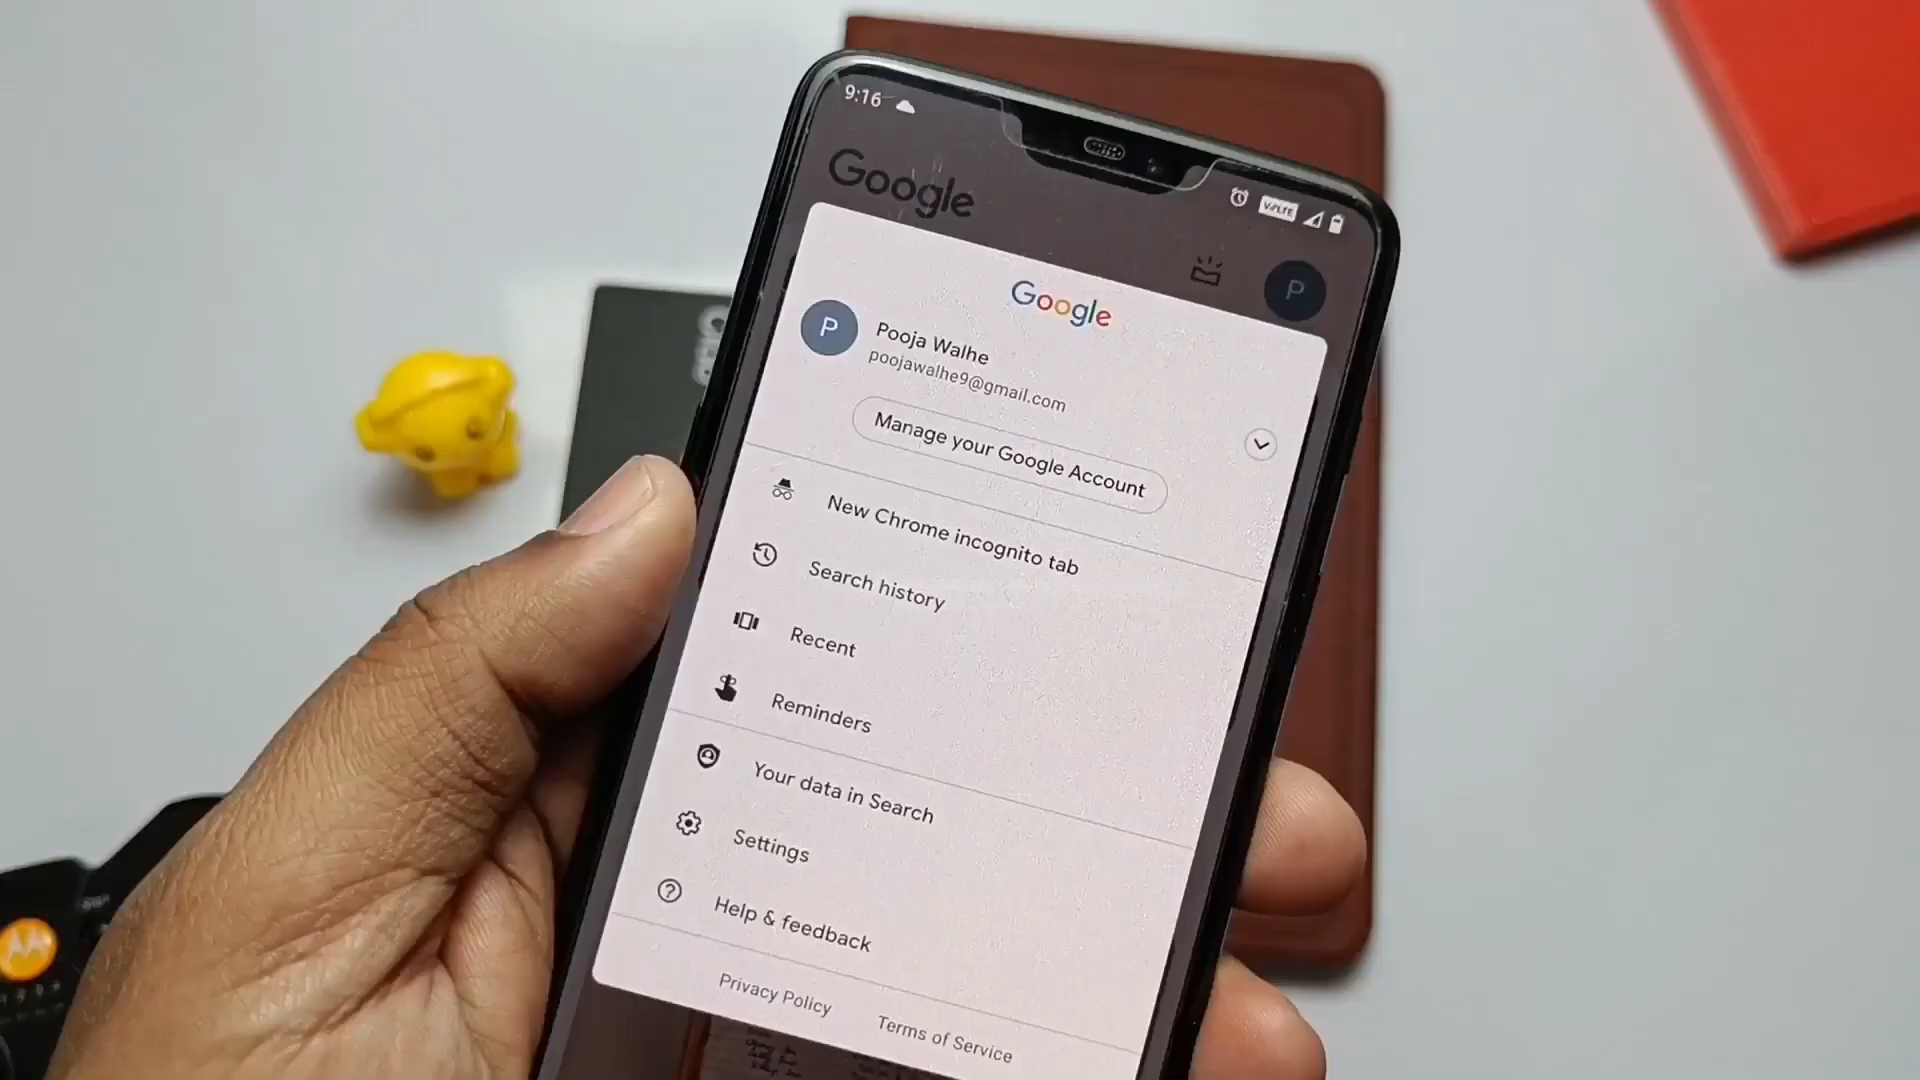 9:16
VoLTE
Google
P
Google
P
Pooja Walhe
poojawalhe9@gmail.com
Manage your Google Account
New Chrome incognito tab
Search history
Recent
Reminders
Your data in Search
Settings
Help & feedback
Privacy Policy
Terms of Service